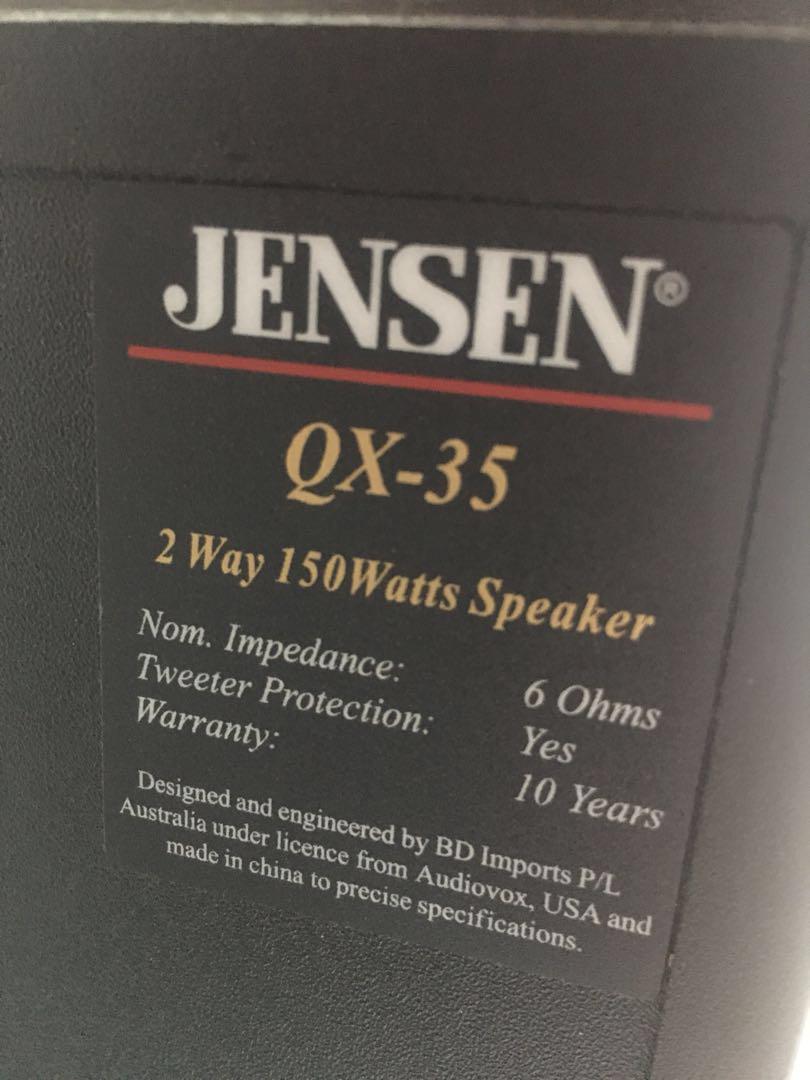 JENSEN®
QX-35
2 Way 150Watts Speaker
Nom. Impedance: 6 Ohms
Tweeter Protection: Yes
Warranty: 10 Years
Designed and engineered by BD Imports P/L
Australia under licence from Audiovox, USA and
made in china to precise specifications.